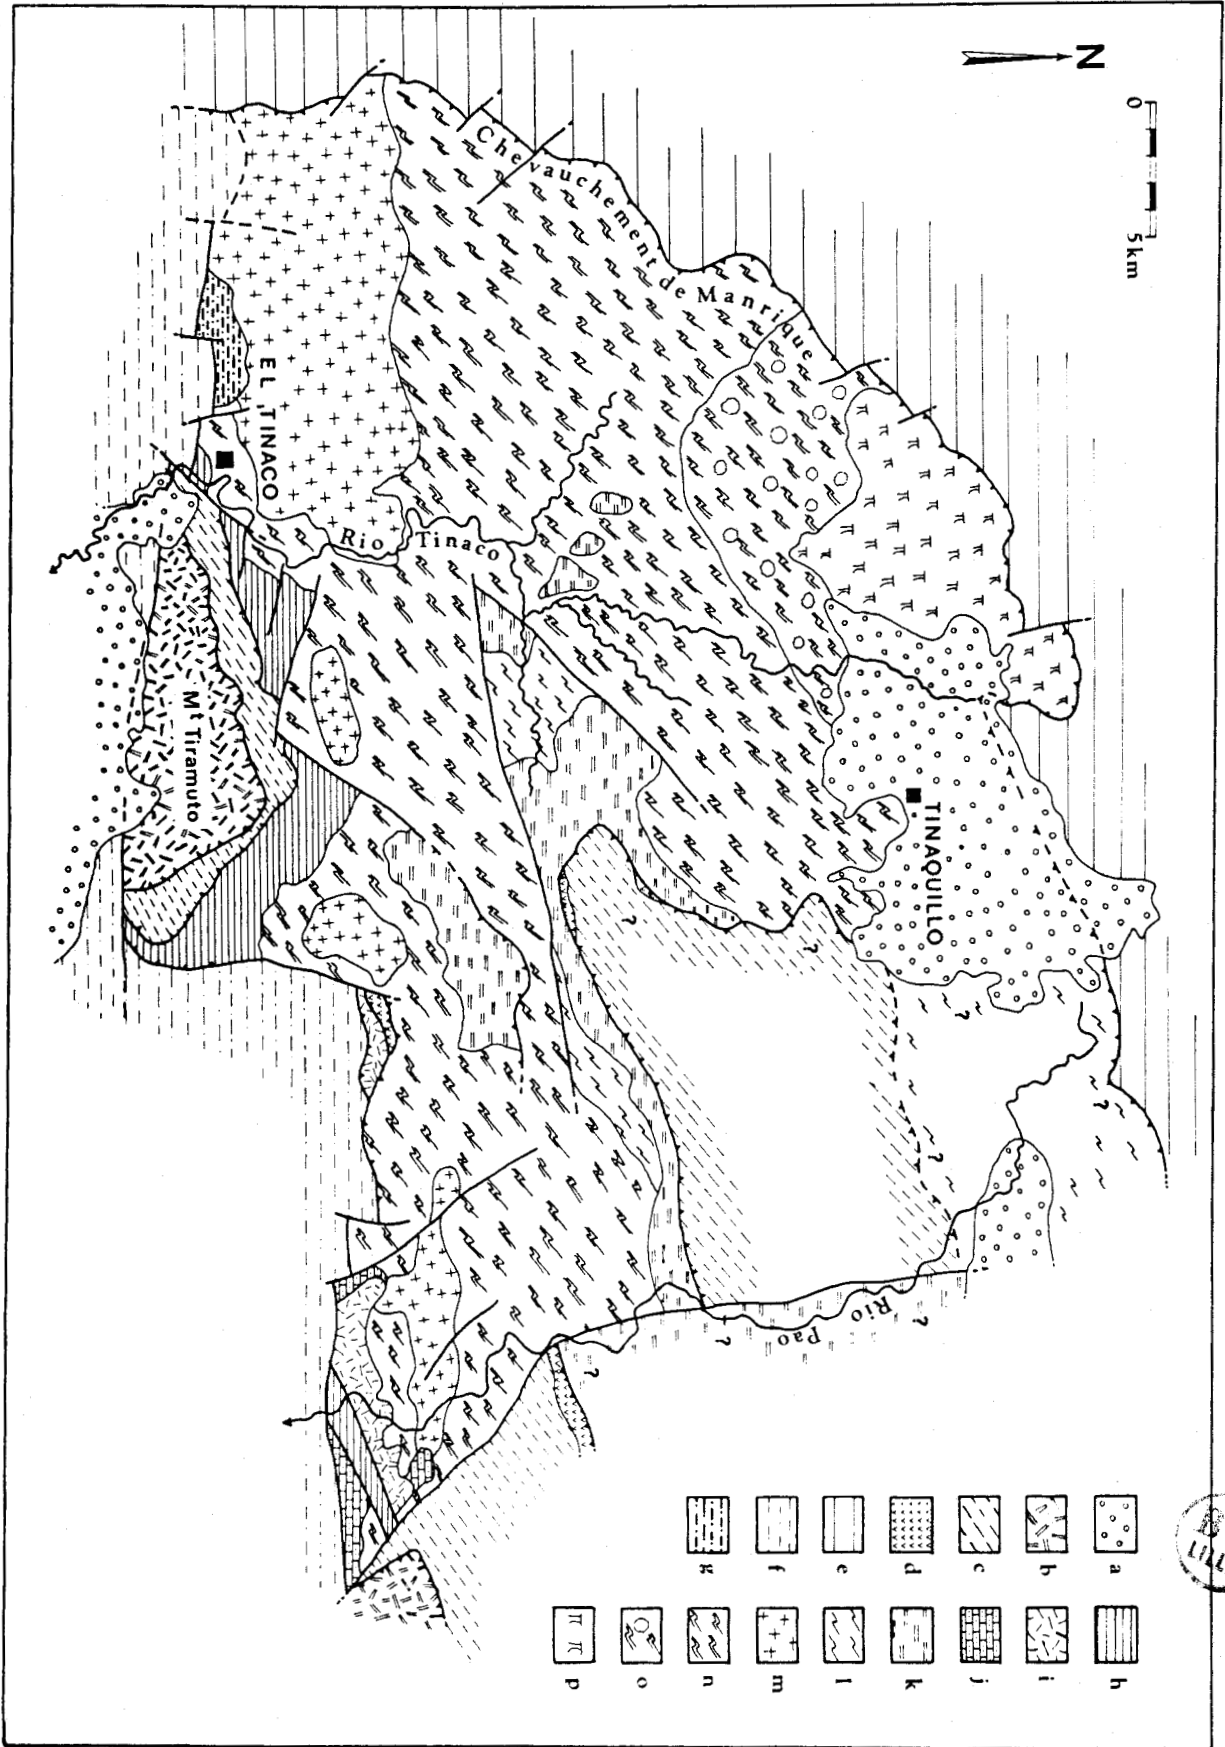 N
0 5km
Chevauchement de Manrique
TINAQUILLO
EL TINACO
Rio Tinaco
Mt Tiramuto
Rio Pao
?
?
?
?
?
?
?
?
a
b
c
d
e
f
g
h
i
j
k
l
m
n
o
p